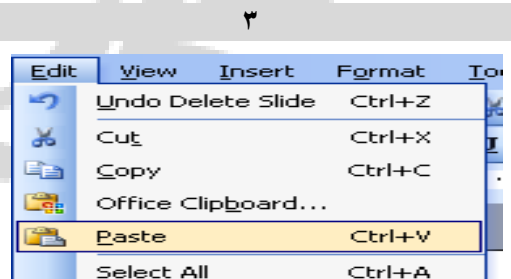 ٣
Edit View Insert Format
Undo Delete Slide Ctrl+Z
Cut Ctrl+X
Copy Ctrl+C
Office Clipboard...
Paste Ctrl+V
Select All Ctrl+A